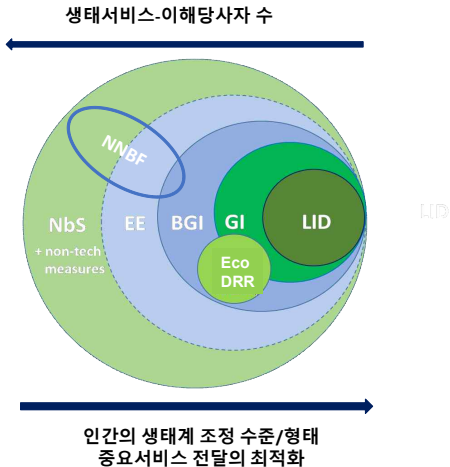 생태서비스-이해당사자 수
NNBF
NbS
+ non-tech
measures
EE
BGI
GI
LID
Eco
DRR
LID
인간의 생태계 조정 수준/형태
중요서비스 전달의 최적화